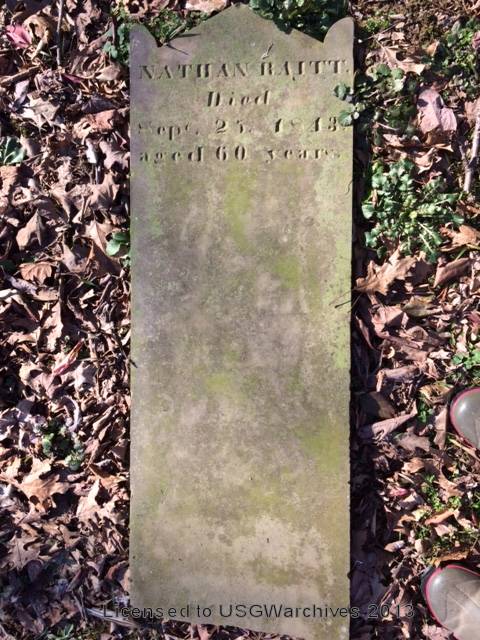 NATHAN RAITT.
Died
Sept. 25. 1843
aged 60 years.
Licensed to USGWarchives 2013